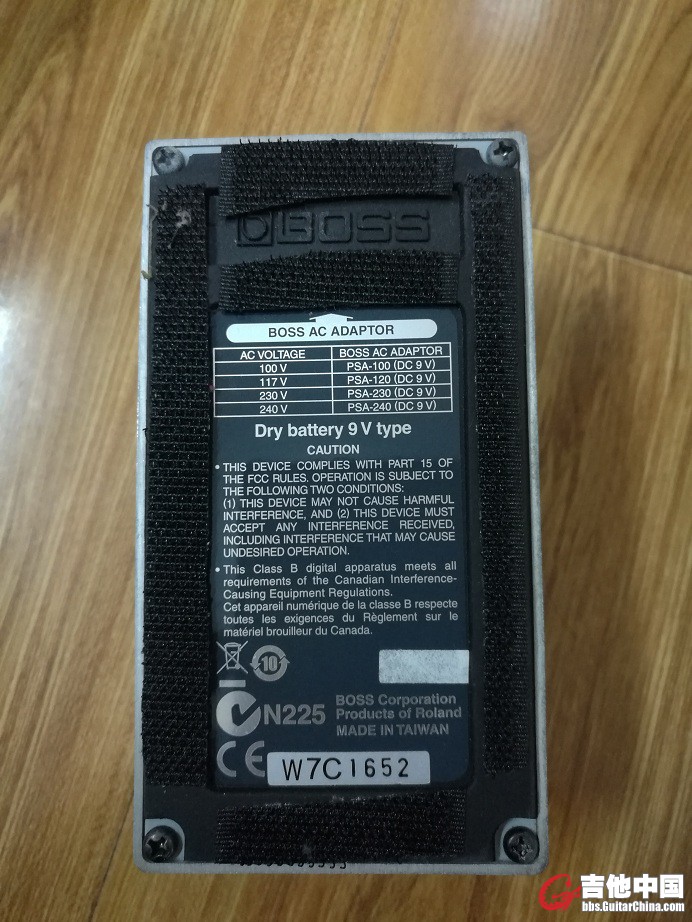 BOSS
BOSS AC ADAPTOR
AC VOLTAGE BOSS AC ADAPTOR
100 V PSA-100 (DC 9 V)
117 V PSA-120 (DC 9 V)
230 V PSA-230 (DC 9 V)
240 V PSA-240 (DC 9 V)
Dry battery 9 V type
CAUTION
• THIS DEVICE COMPLIES WITH PART 15 OF
THE FCC RULES. OPERATION IS SUBJECT TO
THE FOLLOWING TWO CONDITIONS:
(1) THIS DEVICE MAY NOT CAUSE HARMFUL
INTERFERENCE, AND (2) THIS DEVICE MUST
ACCEPT ANY INTERFERENCE RECEIVED,
INCLUDING INTERFERENCE THAT MAY CAUSE
UNDESIRED OPERATION.
• This Class B digital apparatus meets all
requirements of the Canadian Interference-
Causing Equipment Regulations.
Cet appareil numérique de la classe B respecte
toutes les exigences du Règlement sur le
matériel brouilleur du Canada.
10
N225
BOSS Corporation
Products of Roland
MADE IN TAIWAN
CE
W7C1652
吉他中国
bbs.GuitarChina.com